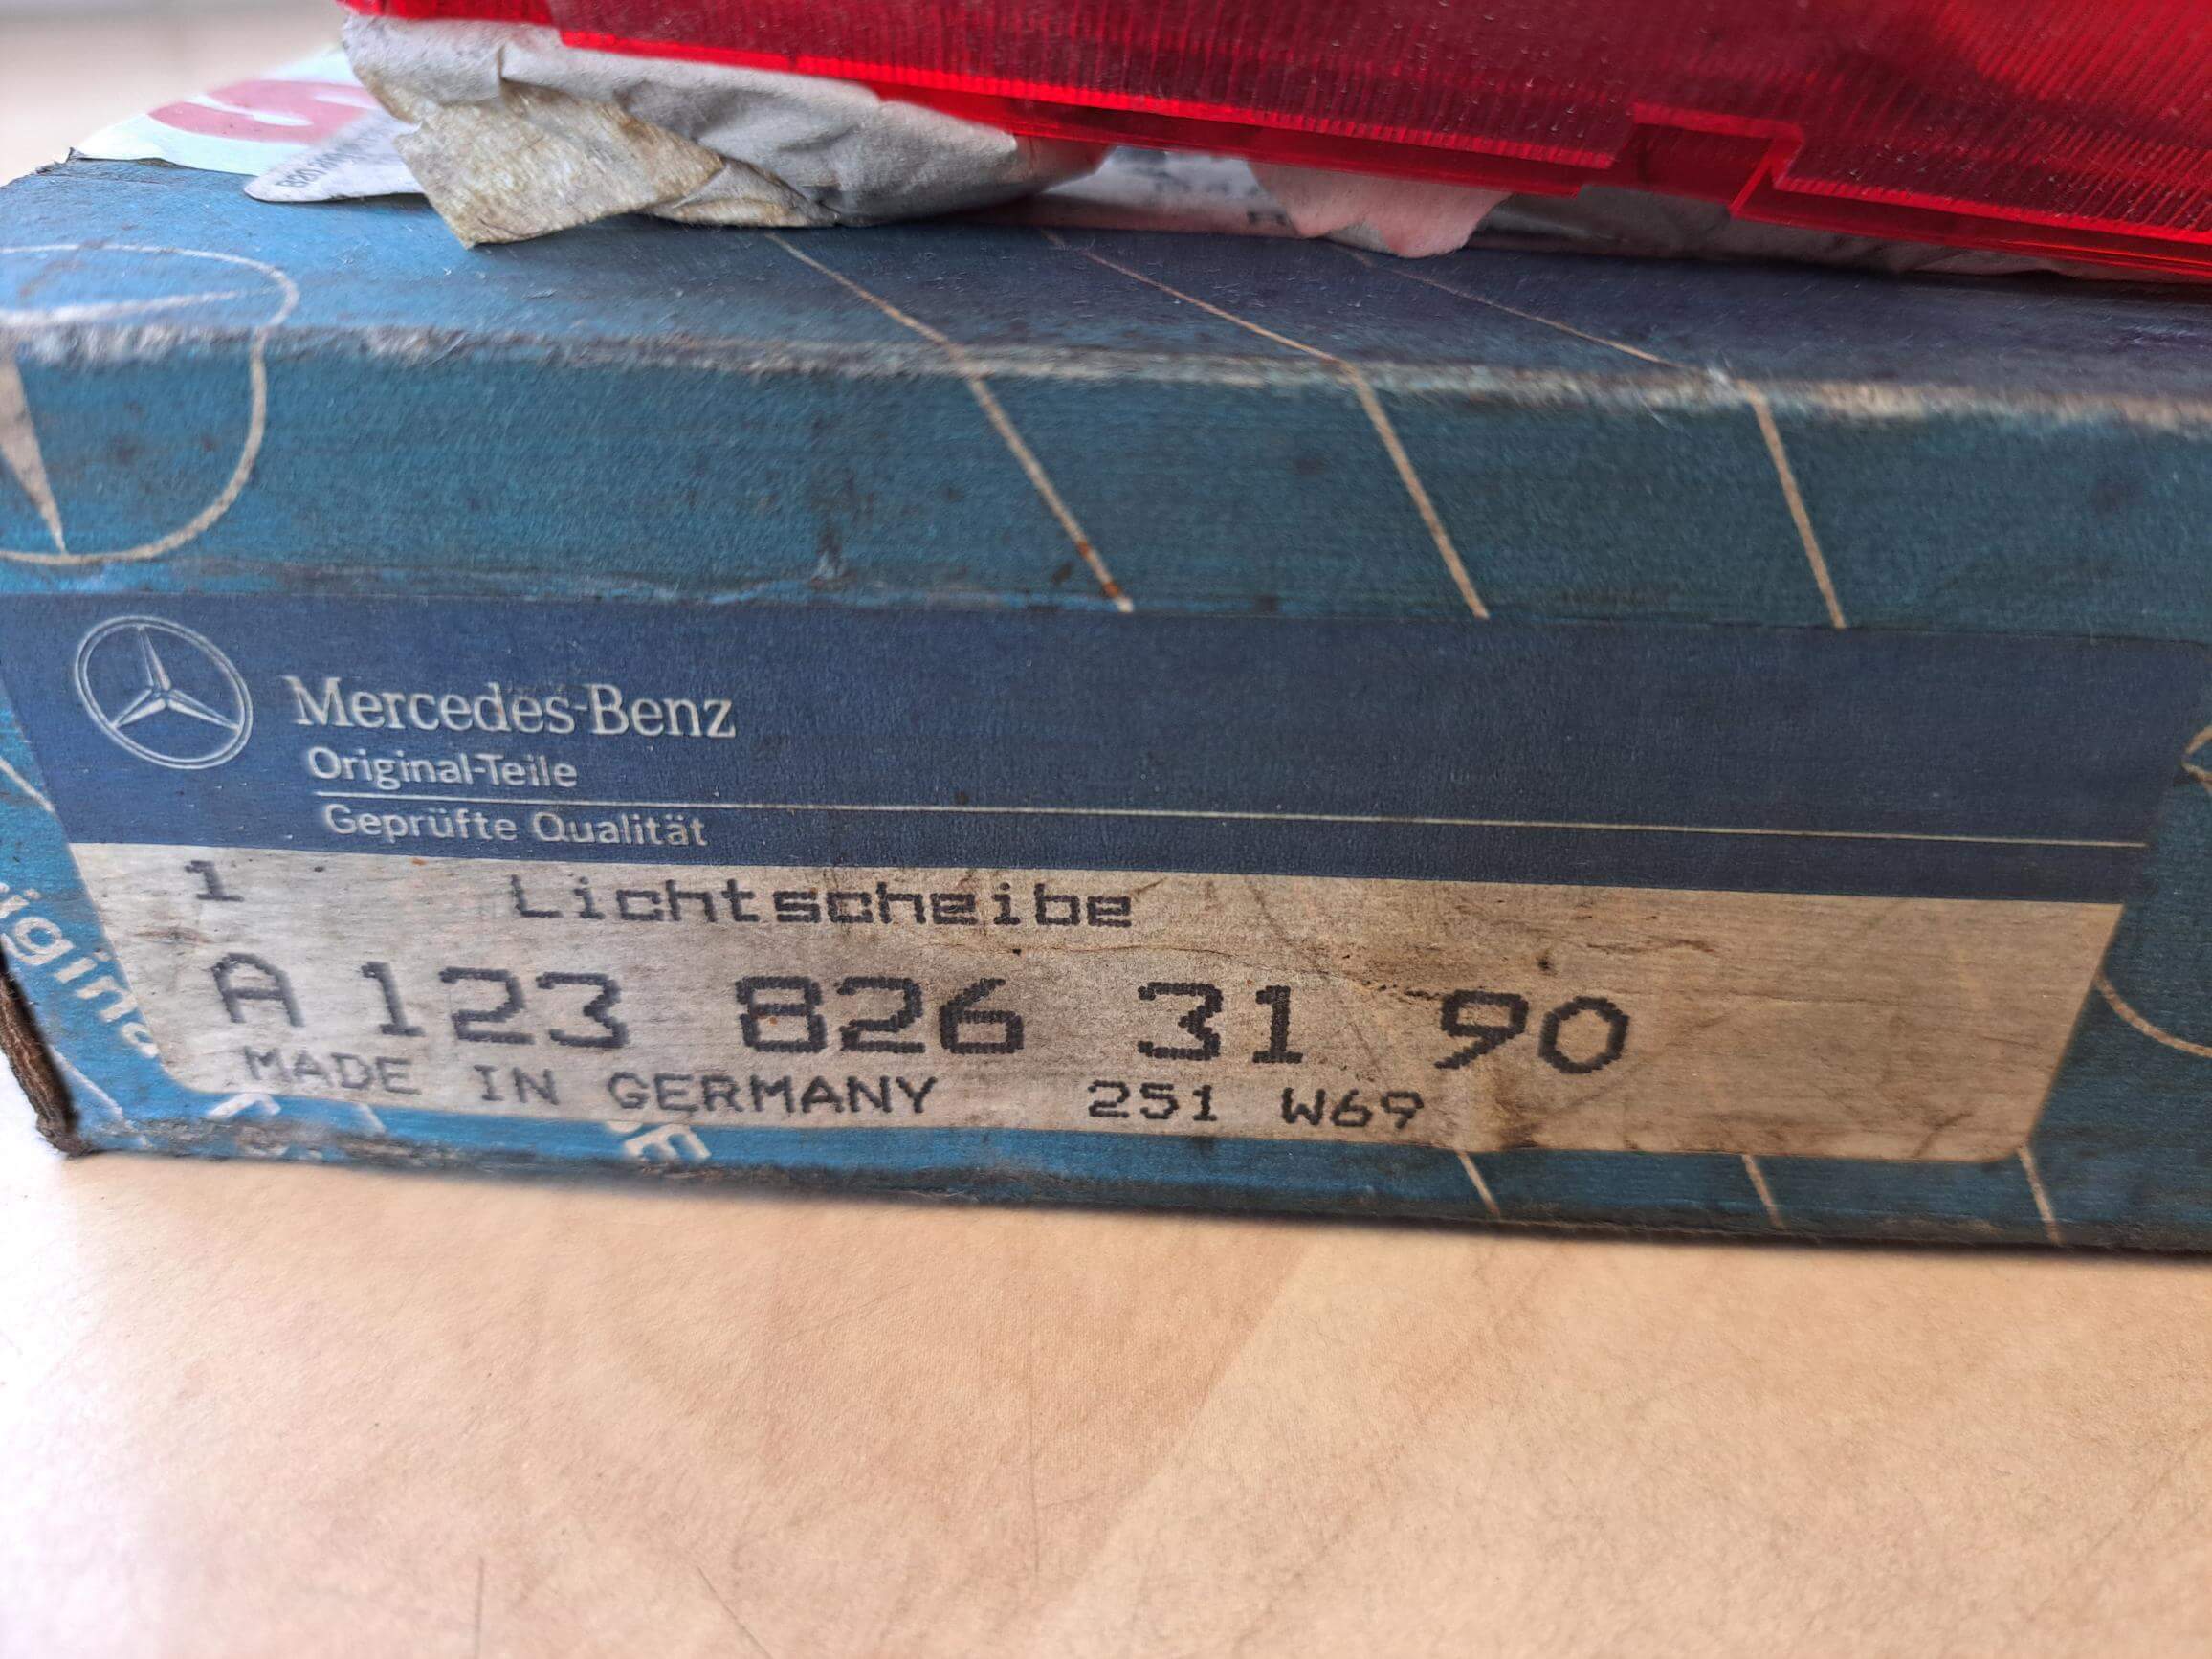 Mercedes-Benz
Original-Teile
Geprüfte Qualität
1 Lichtscheibe
A 123 826 31 90
MADE IN GERMANY 251 W69